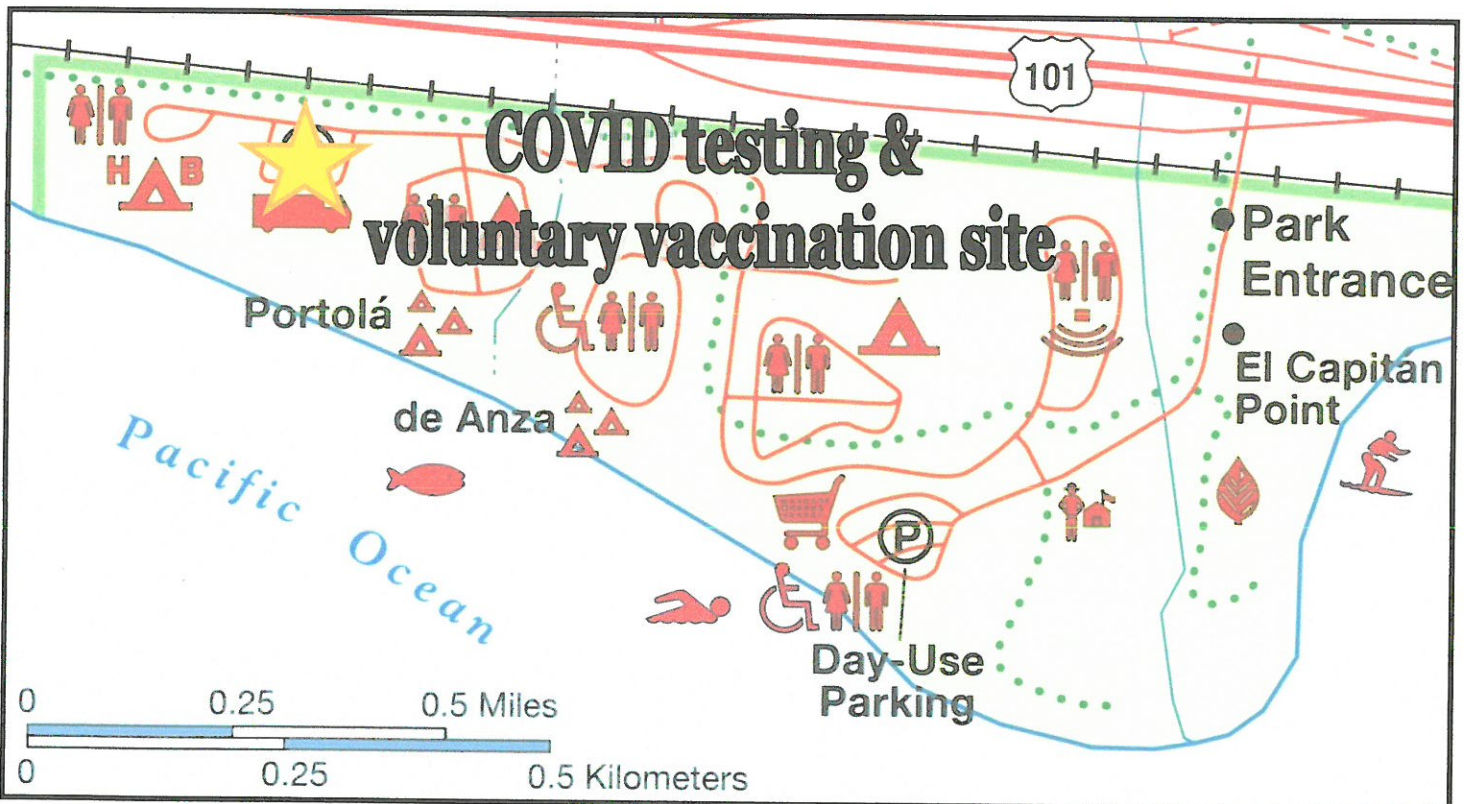 101
COVID testing &
voluntary vaccination site
H B
Park
Entrance
Portolá
El Capitan
Point
de Anza
Pacific Ocean
P
Day-Use
Parking
0 0.25 0.5 Miles
0 0.25 0.5 Kilometers